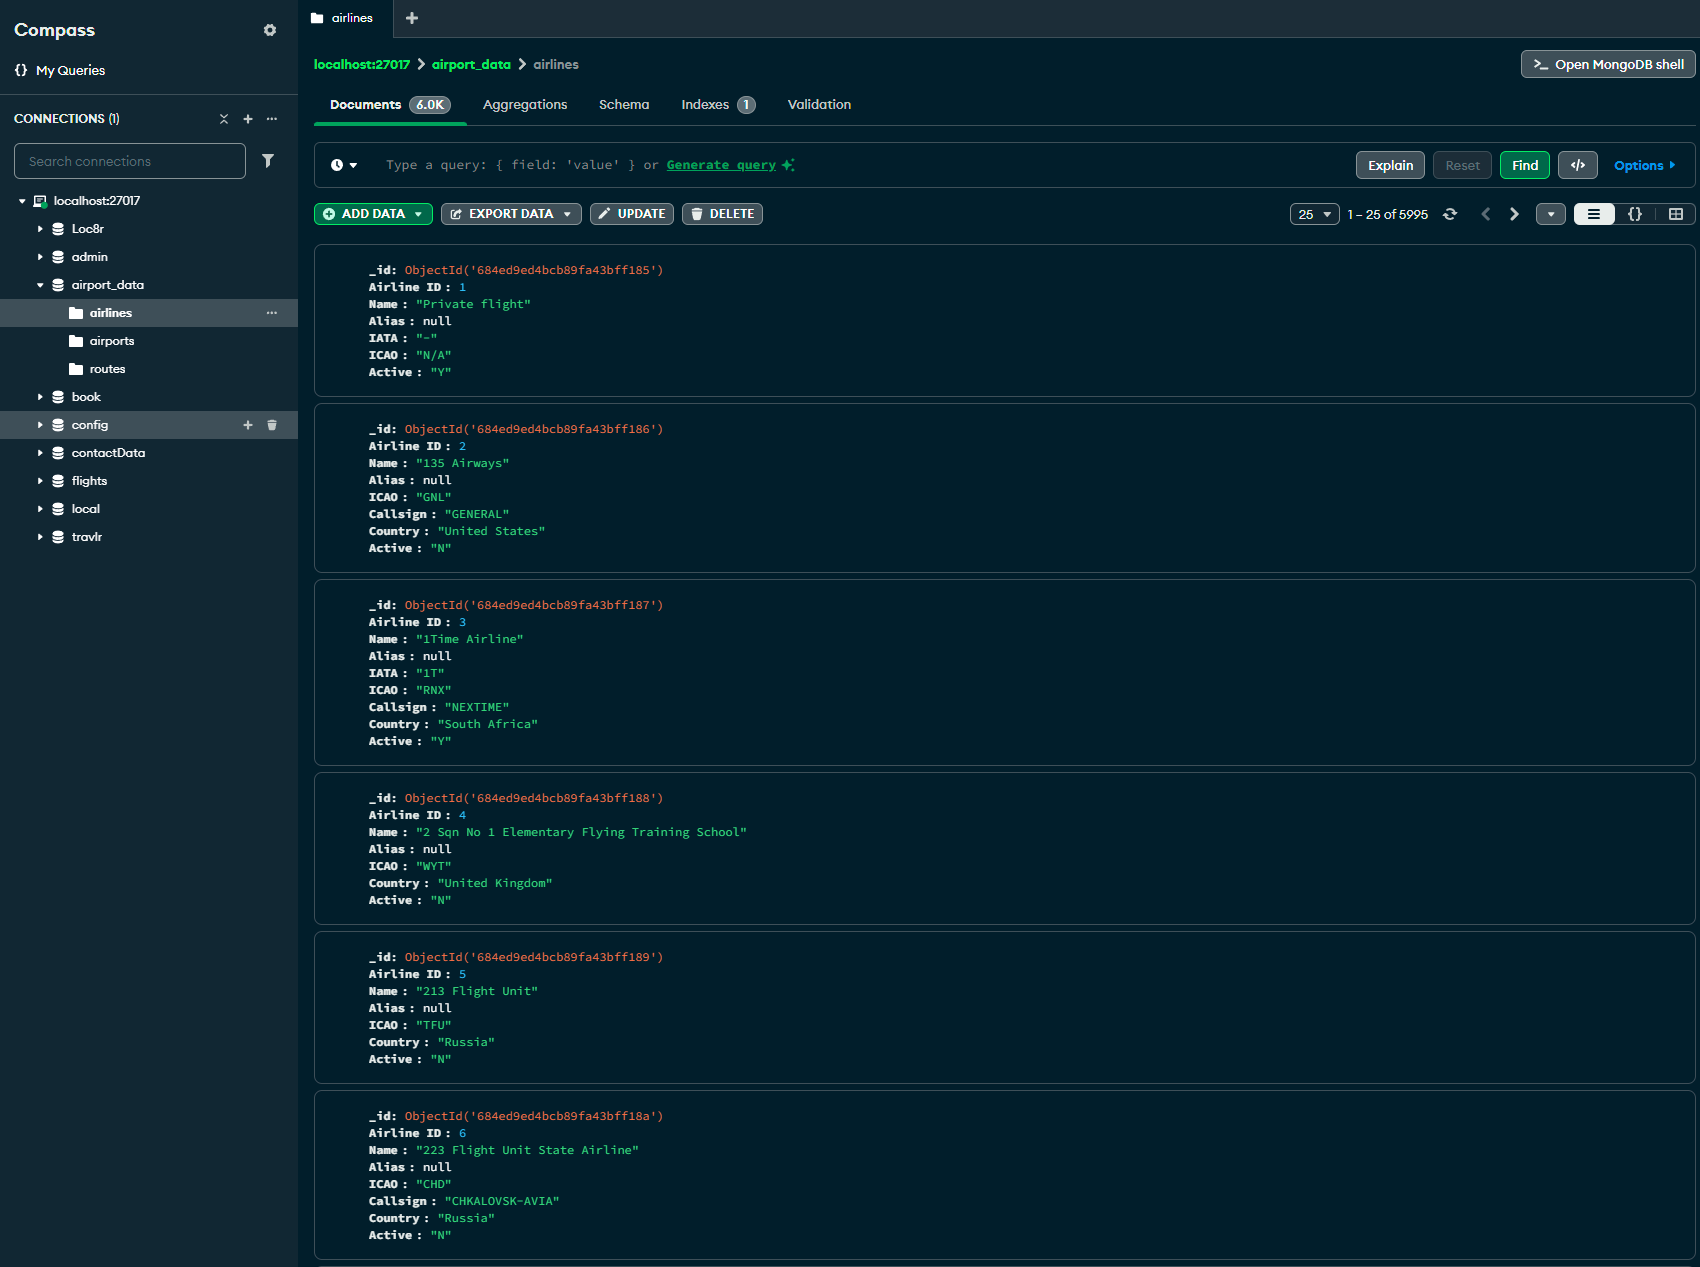 Compass
My Queries
CONNECTIONS (1)
Search connections
localhost:27017
Loc8r
admin
airport_data
airlines
airports
routes
book
config
contactData
flights
local
travlr
airlines
localhost:27017 > airport_data > airlines
>_ Open MongoDB shell
Documents 6.0K Aggregations Schema Indexes 1 Validation
Type a query: { field: 'value' } or Generate query
Explain Reset Find </> Options
ADD DATA EXPORT DATA UPDATE DELETE
25 1 – 25 of 5995 {}
_id: ObjectId('684ed9ed4bcb89fa43bff185')
Airline ID : 1
Name : "Private flight"
Alias : null
IATA : "-"
ICAO : "N/A"
Active : "Y"
_id: ObjectId('684ed9ed4bcb89fa43bff186')
Airline ID : 2
Name : "135 Airways"
Alias : null
ICAO : "GNL"
Callsign : "GENERAL"
Country : "United States"
Active : "N"
_id: ObjectId('684ed9ed4bcb89fa43bff187')
Airline ID : 3
Name : "1Time Airline"
Alias : null
IATA : "1T"
ICAO : "RNX"
Callsign : "NEXTIME"
Country : "South Africa"
Active : "Y"
_id: ObjectId('684ed9ed4bcb89fa43bff188')
Airline ID : 4
Name : "2 Sqn No 1 Elementary Flying Training School"
Alias : null
ICAO : "WYT"
Country : "United Kingdom"
Active : "N"
_id: ObjectId('684ed9ed4bcb89fa43bff189')
Airline ID : 5
Name : "213 Flight Unit"
Alias : null
ICAO : "TFU"
Country : "Russia"
Active : "N"
_id: ObjectId('684ed9ed4bcb89fa43bff18a')
Airline ID : 6
Name : "223 Flight Unit State Airline"
Alias : null
ICAO : "CHD"
Callsign : "CHKALOVSK-AVIA"
Country : "Russia"
Active : "N"